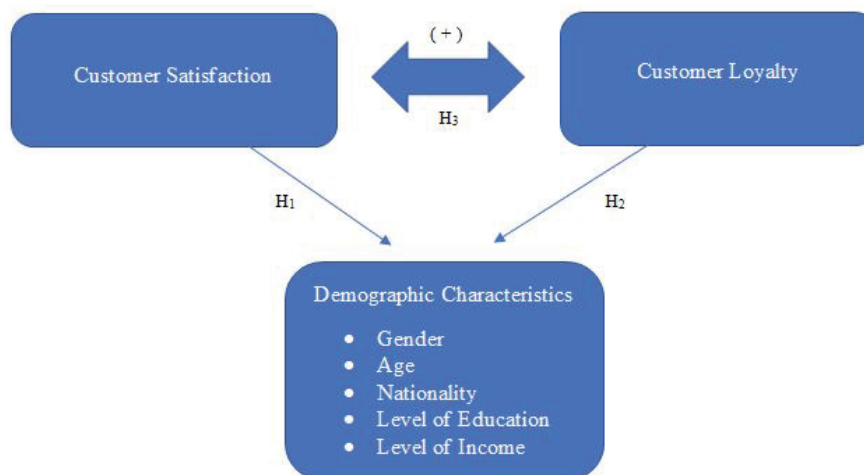 Customer Satisfaction
( + )
H₃
Customer Loyalty
H₁
H₂
Demographic Characteristics
• Gender
• Age
• Nationality
• Level of Education
• Level of Income